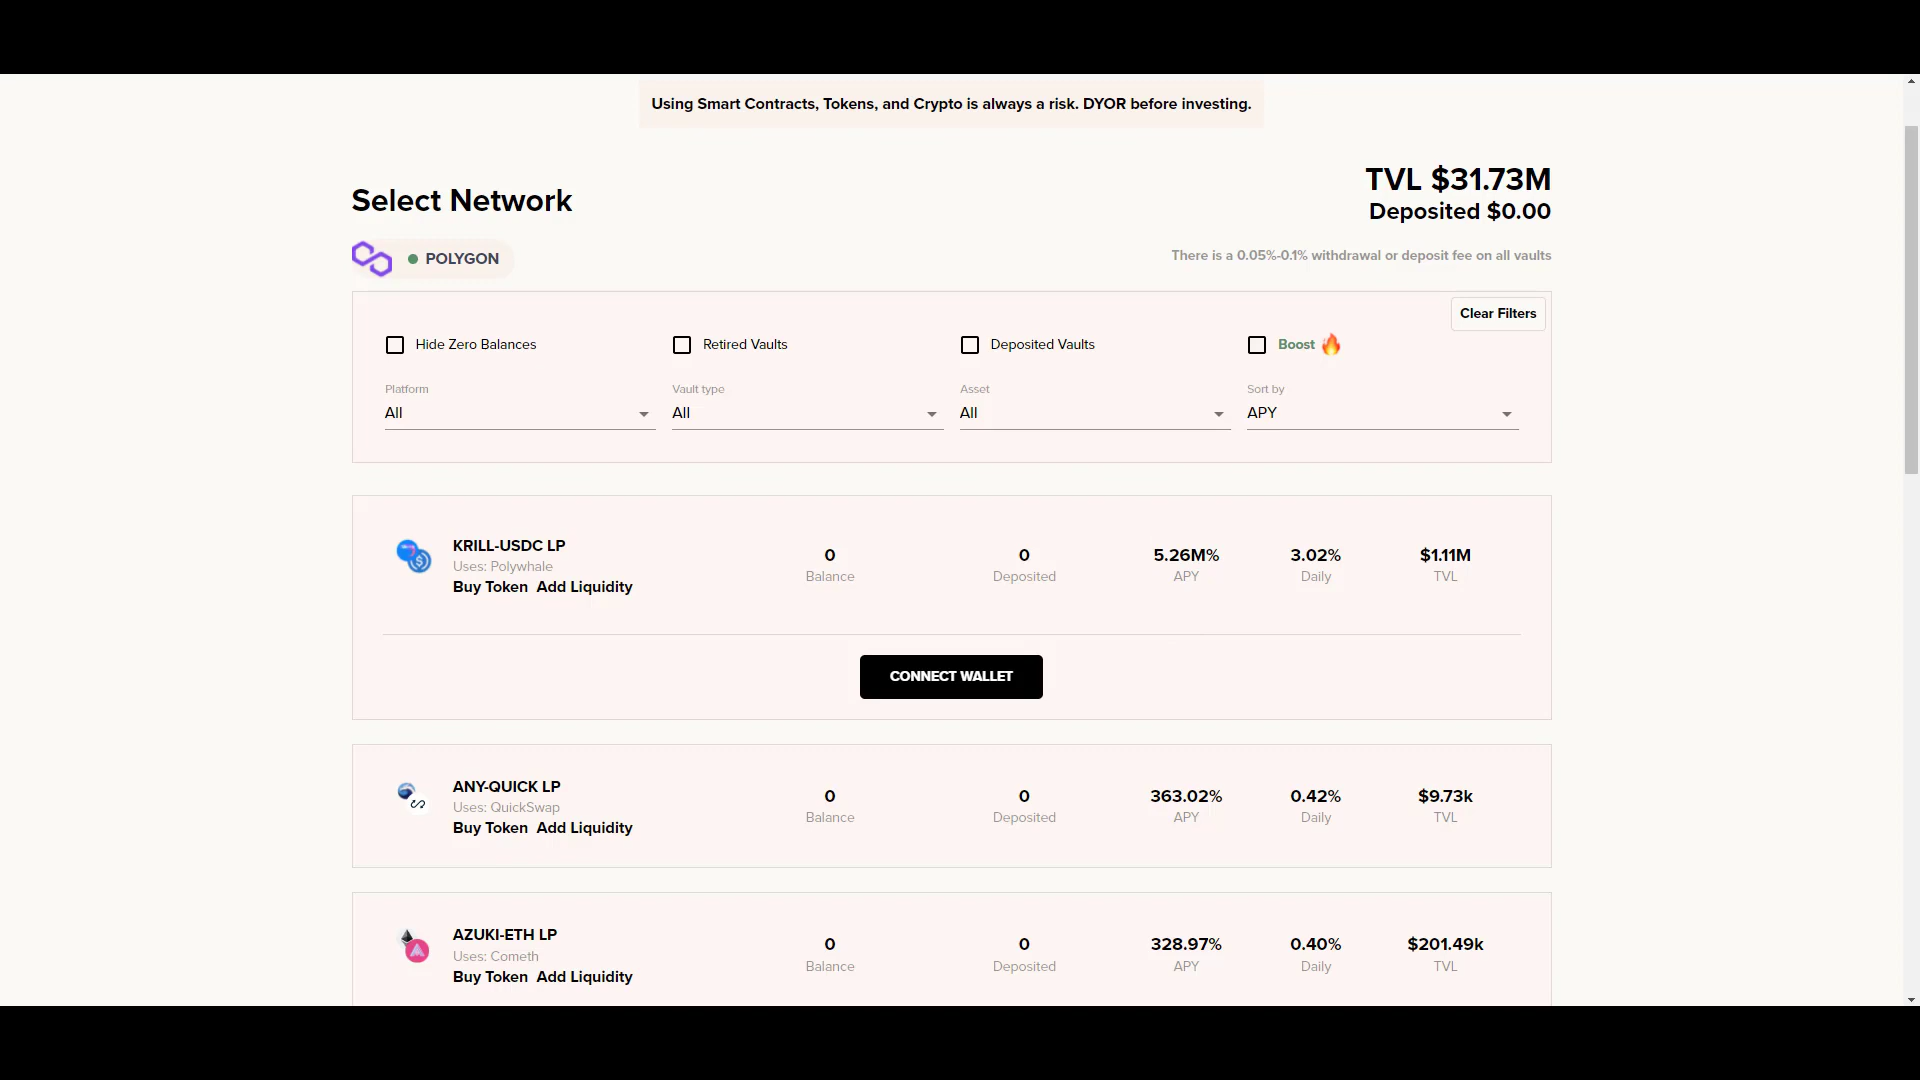 Using Smart Contracts, Tokens, and Crypto is always a risk. DYOR before investing.
Select Network
TVL $31.73M
Deposited $0.00
POLYGON
There is a 0.05%-0.1% withdrawal or deposit fee on all vaults
Clear Filters
Hide Zero Balances Retired Vaults Deposited Vaults Boost 🔥
Platform Vault type Asset Sort by
All All All APY
KRILL-USDC LP
Uses: Polywhale
Buy Token Add Liquidity
0 0 5.26M% 3.02% $1.11M
Balance Deposited APY Daily TVL
CONNECT WALLET
ANY-QUICK LP
Uses: QuickSwap
Buy Token Add Liquidity
0 0 363.02% 0.42% $9.73k
Balance Deposited APY Daily TVL
AZUKI-ETH LP
Uses: Cometh
Buy Token Add Liquidity
0 0 328.97% 0.40% $201.49k
Balance Deposited APY Daily TVL